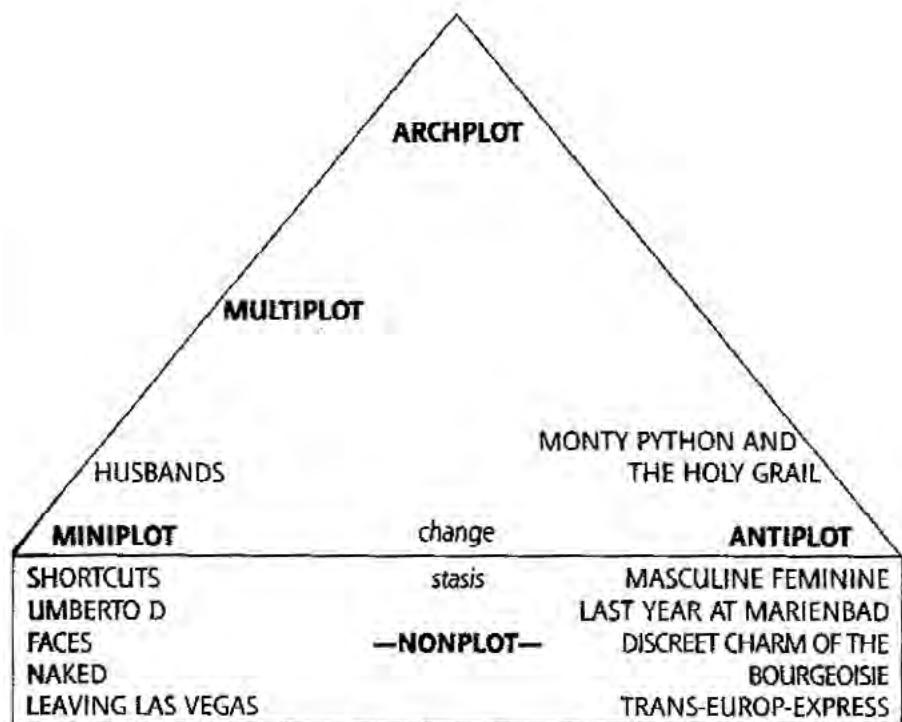 ARCHPLOT
MULTIPLOT
HUSBANDS
MONTY PYTHON AND
THE HOLY GRAIL
MINIPLOT
change
ANTIPLOT
SHORTCUTS
UMBERTO D
FACES
NAKED
LEAVING LAS VEGAS
stasis
—NONPLOT—
MASCULINE FEMININE
LAST YEAR AT MARIENBAD
DISCREET CHARM OF THE
BOURGEOISIE
TRANS-EUROP-EXPRESS